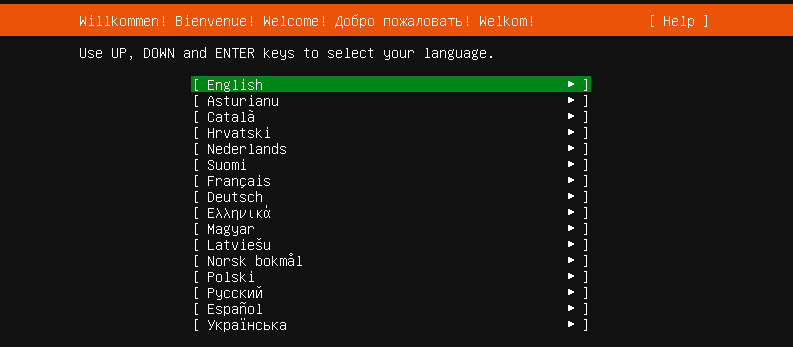 Willkommen! Bienvenue! Welcome! Добро пожаловать! Welkom! [ Help ]
Use UP, DOWN and ENTER keys to select your language.
[ English ▸ ]
[ Asturianu ▸ ]
[ Català ▸ ]
[ Hrvatski ▸ ]
[ Nederlands ▸ ]
[ Suomi ▸ ]
[ Français ▸ ]
[ Deutsch ▸ ]
[ Ελληνικά ▸ ]
[ Magyar ▸ ]
[ Latviešu ▸ ]
[ Norsk bokmål ▸ ]
[ Polski ▸ ]
[ Русский ▸ ]
[ Español ▸ ]
[ Українська ▸ ]